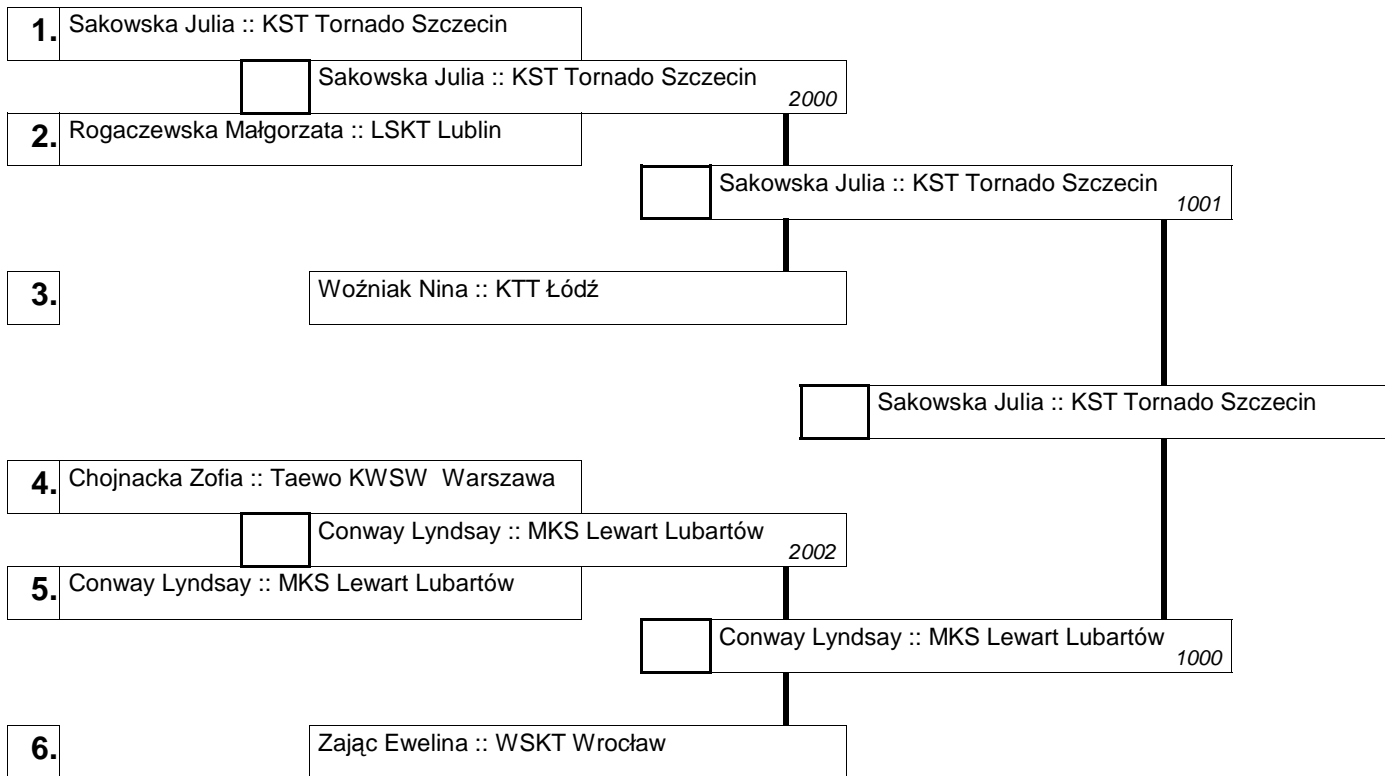 1. Sakowska Julia :: KST Tornado Szczecin
Sakowska Julia :: KST Tornado Szczecin
2000
2. Rogaczewska Małgorzata :: LSKT Lublin
Sakowska Julia :: KST Tornado Szczecin
1001
3. Woźniak Nina :: KTT Łódź
Sakowska Julia :: KST Tornado Szczecin
4. Chojnacka Zofia :: Taewo KWSW Warszawa
Conway Lyndsay :: MKS Lewart Lubartów
2002
5. Conway Lyndsay :: MKS Lewart Lubartów
Conway Lyndsay :: MKS Lewart Lubartów
1000
6. Zając Ewelina :: WSKT Wrocław